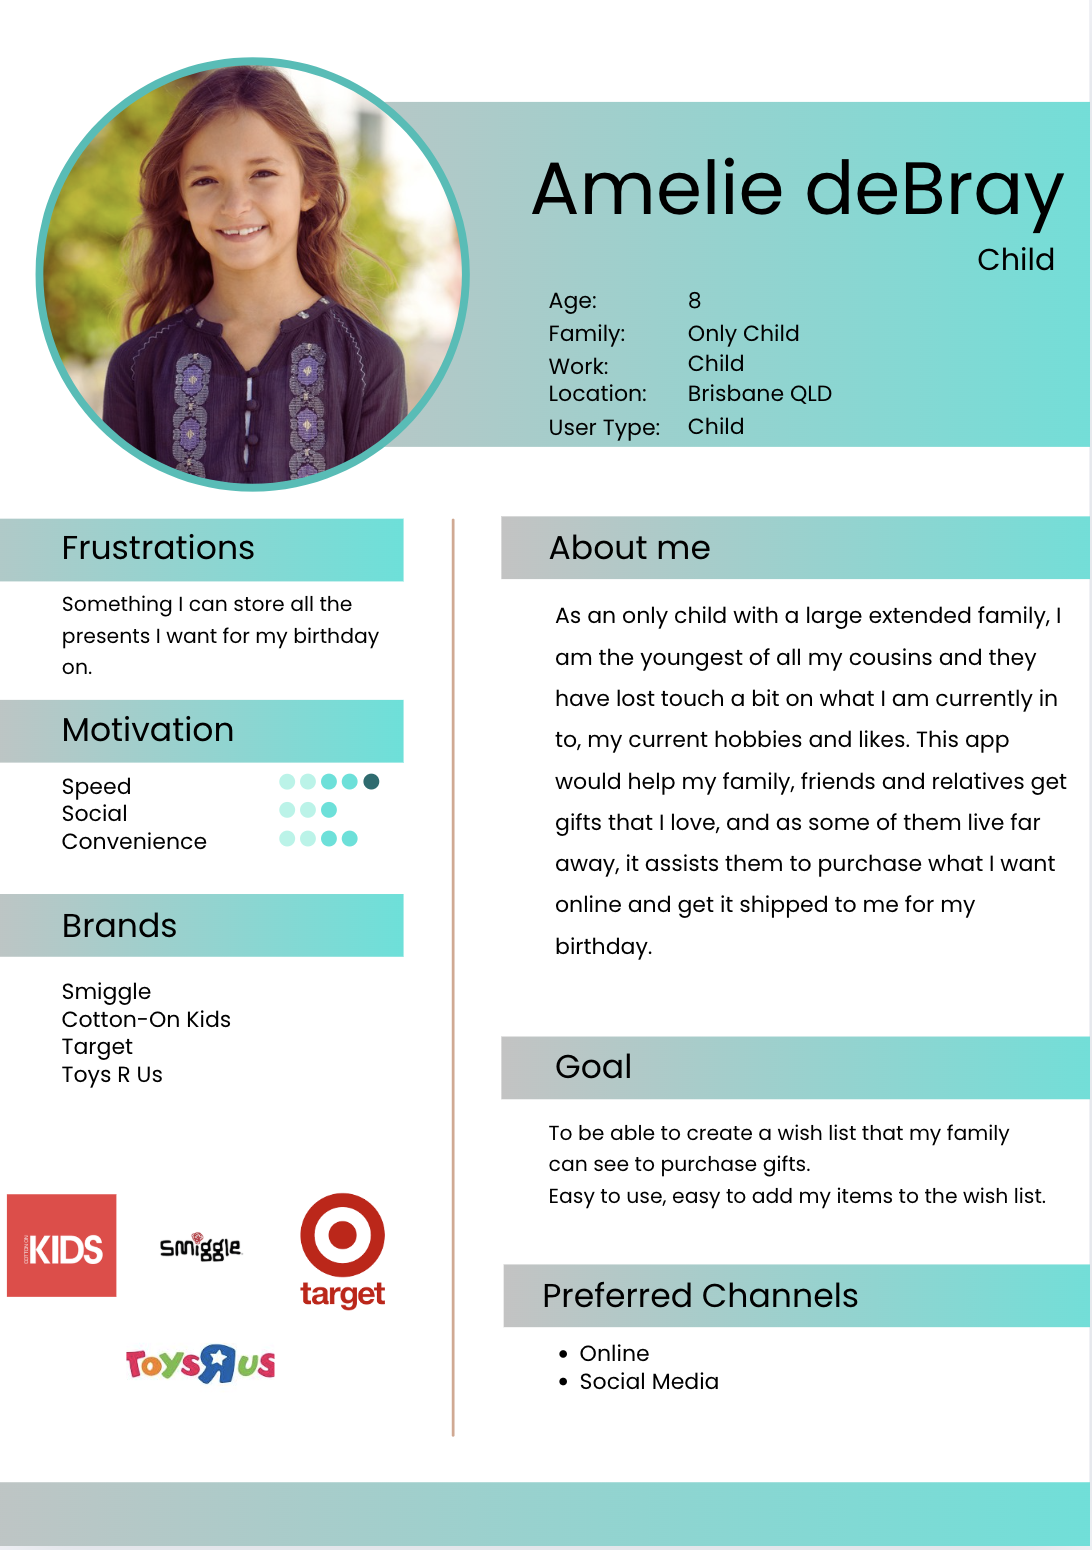 Amelie deBray
Child
Age: 8
Family: Only Child
Work: Child
Location: Brisbane QLD
User Type: Child
Frustrations
Something I can store all the
presents I want for my birthday
on.
Motivation
Speed
Social
Convenience
Brands
Smiggle
Cotton-On Kids
Target
Toys R Us
COTTON ON KIDS
smiggle
target
Toys R us
About me
As an only child with a large extended family, I
am the youngest of all my cousins and they
have lost touch a bit on what I am currently in
to, my current hobbies and likes. This app
would help my family, friends and relatives get
gifts that I love, and as some of them live far
away, it assists them to purchase what I want
online and get it shipped to me for my
birthday.
Goal
To be able to create a wish list that my family
can see to purchase gifts.
Easy to use, easy to add my items to the wish list.
Preferred Channels
• Online
• Social Media